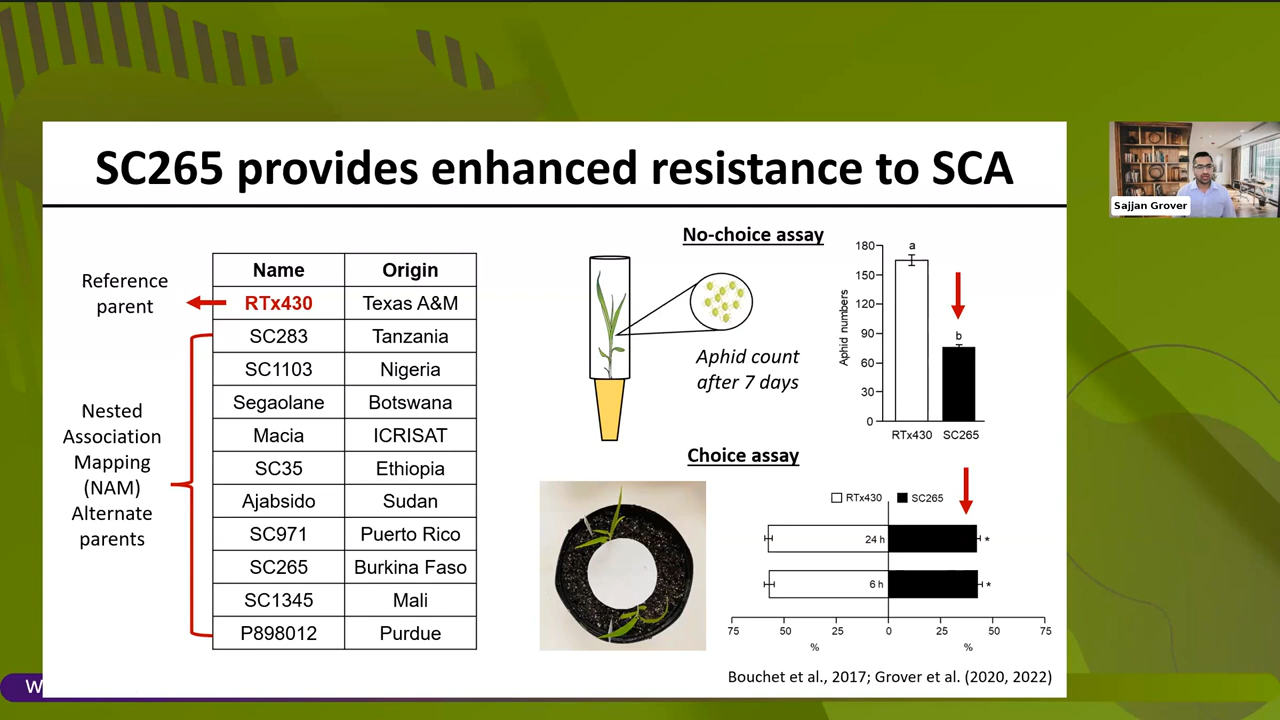 SC265 provides enhanced resistance to SCA
Sajjan Grover
Reference
parent
Name Origin
RTx430 Texas A&M
SC283 Tanzania
SC1103 Nigeria
Segaolane Botswana
Macia ICRISAT
SC35 Ethiopia
Ajabsido Sudan
SC971 Puerto Rico
SC265 Burkina Faso
SC1345 Mali
P898012 Purdue
Nested
Association
Mapping
(NAM)
Alternate
parents
No-choice assay
Aphid count
after 7 days
Aphid numbers
180
150
120
90
60
30
0
a
b
RTx430 SC265
Choice assay
RTx430 SC265
24 h *
6 h *
75 50 25 0 25 50 75
% %
Bouchet et al., 2017; Grover et al. (2020, 2022)
W